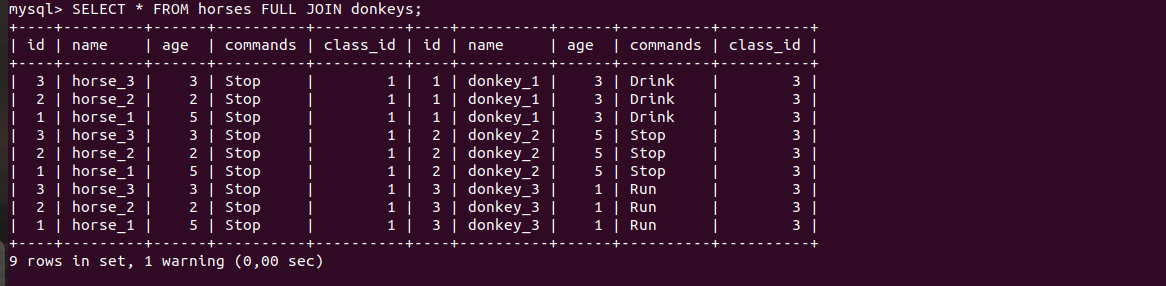 mysql> SELECT * FROM horses FULL JOIN donkeys;
+----+---------+------+----------+----------+----+----------+------+----------+----------+
| id | name    | age  | commands | class_id | id | name     | age  | commands | class_id |
+----+---------+------+----------+----------+----+----------+------+----------+----------+
|  3 | horse_3 |    3 | Stop     |        1 |  1 | donkey_1 |    3 | Drink    |        3 |
|  2 | horse_2 |    2 | Stop     |        1 |  1 | donkey_1 |    3 | Drink    |        3 |
|  1 | horse_1 |    5 | Stop     |        1 |  1 | donkey_1 |    3 | Drink    |        3 |
|  3 | horse_3 |    3 | Stop     |        1 |  2 | donkey_2 |    5 | Stop     |        3 |
|  2 | horse_2 |    2 | Stop     |        1 |  2 | donkey_2 |    5 | Stop     |        3 |
|  1 | horse_1 |    5 | Stop     |        1 |  2 | donkey_2 |    5 | Stop     |        3 |
|  3 | horse_3 |    3 | Stop     |        1 |  3 | donkey_3 |    1 | Run      |        3 |
|  2 | horse_2 |    2 | Stop     |        1 |  3 | donkey_3 |    1 | Run      |        3 |
|  1 | horse_1 |    5 | Stop     |        1 |  3 | donkey_3 |    1 | Run      |        3 |
+----+---------+------+----------+----------+----+----------+------+----------+----------+
9 rows in set, 1 warning (0,00 sec)